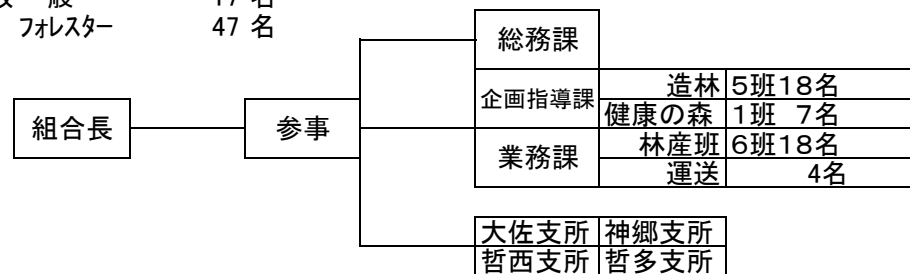 般 17 名
フォレスター 47 名
総務課
企画指導課 造林 5班18名
健康の森 1班 7名
組合長 参事
業務課 林産班 6班18名
運送 4名
大佐支所 神郷支所
哲西支所 哲多支所